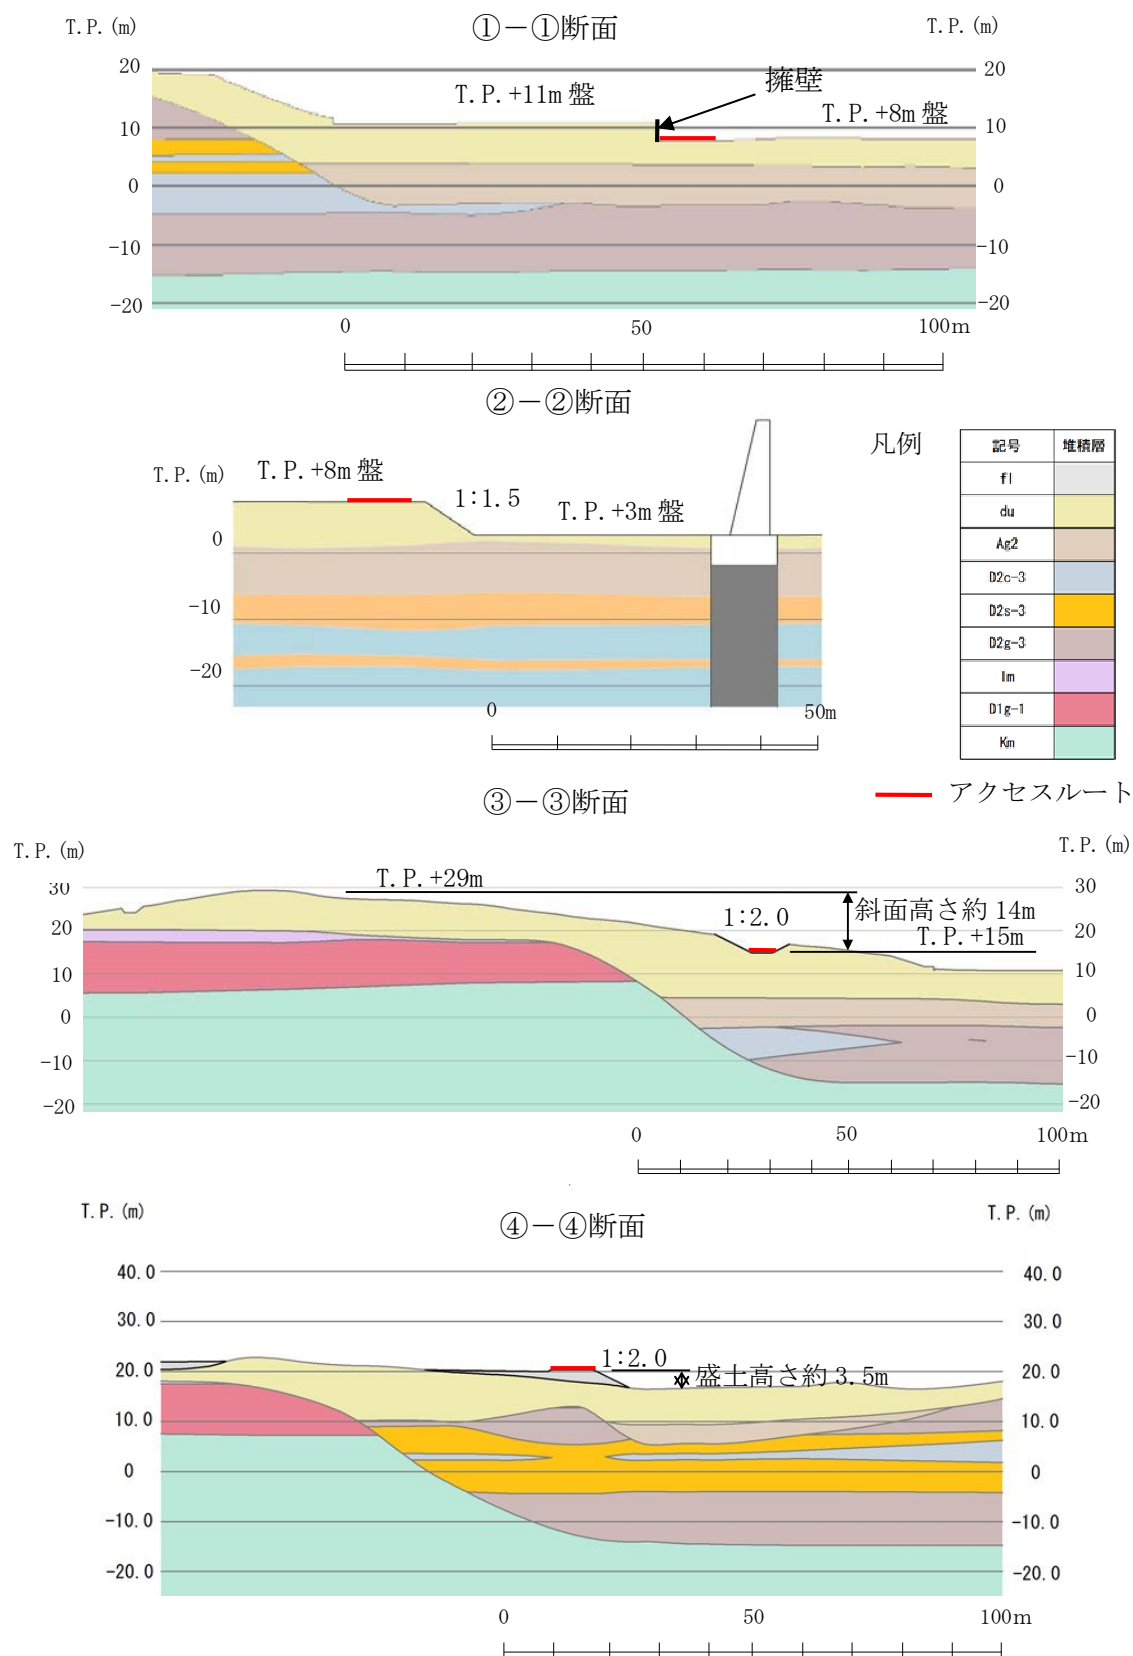 ①－①断面
T.P.(m)
T.P.(m)
20
20
T.P.+11m 盤
擁壁
T.P.+8m 盤
10
10
0
0
-10
-10
-20
-20
0
50
100m
②－②断面
凡例
T.P.(m)
T.P.+8m 盤
1:1.5
T.P.+3m 盤
0
-10
-20
0
50m
記号 堆積層
fl
du
Ag2
D2c-3
D2s-3
D2g-3
lm
D1g-1
Km
アクセスルート
③－③断面
T.P.(m)
T.P.(m)
30
30
T.P.+29m
1:2.0
斜面高さ約 14m
T.P.+15m
20
20
10
10
0
0
-10
-10
-20
-20
0
50
100m
④－④断面
T.P.(m)
T.P.(m)
40.0
40.0
30.0
30.0
1:2.0
盛土高さ約 3.5m
20.0
20.0
10.0
10.0
0
0
-10.0
-10.0
-20.0
-20.0
0
50
100m